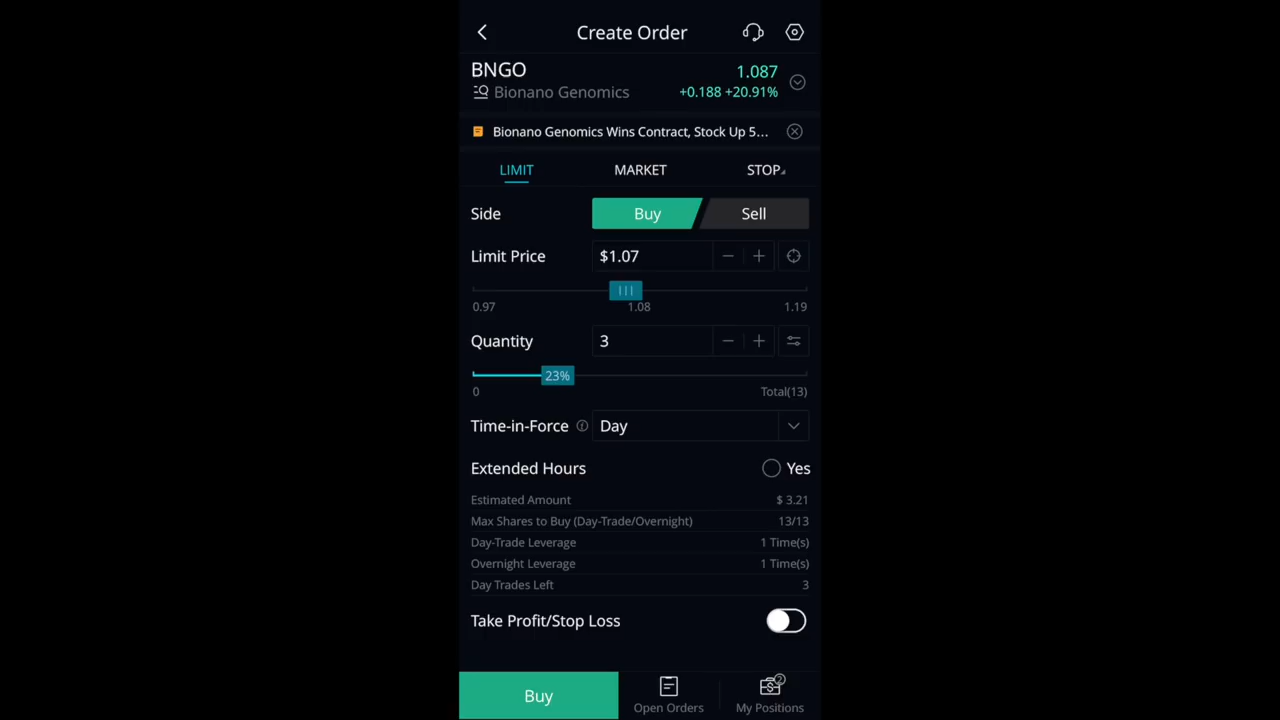 Create Order
BNGO 1.087
Bionano Genomics +0.188 +20.91%
Bionano Genomics Wins Contract, Stock Up 5...
LIMIT MARKET STOP
Side Buy Sell
Limit Price $1.07
0.97 1.08 1.19
Quantity 3
23%
0 Total(13)
Time-in-Force Day
Extended Hours Yes
Estimated Amount $ 3.21
Max Shares to Buy (Day-Trade/Overnight) 13/13
Day-Trade Leverage 1 Time(s)
Overnight Leverage 1 Time(s)
Day Trades Left 3
Take Profit/Stop Loss
Buy Open Orders My Positions